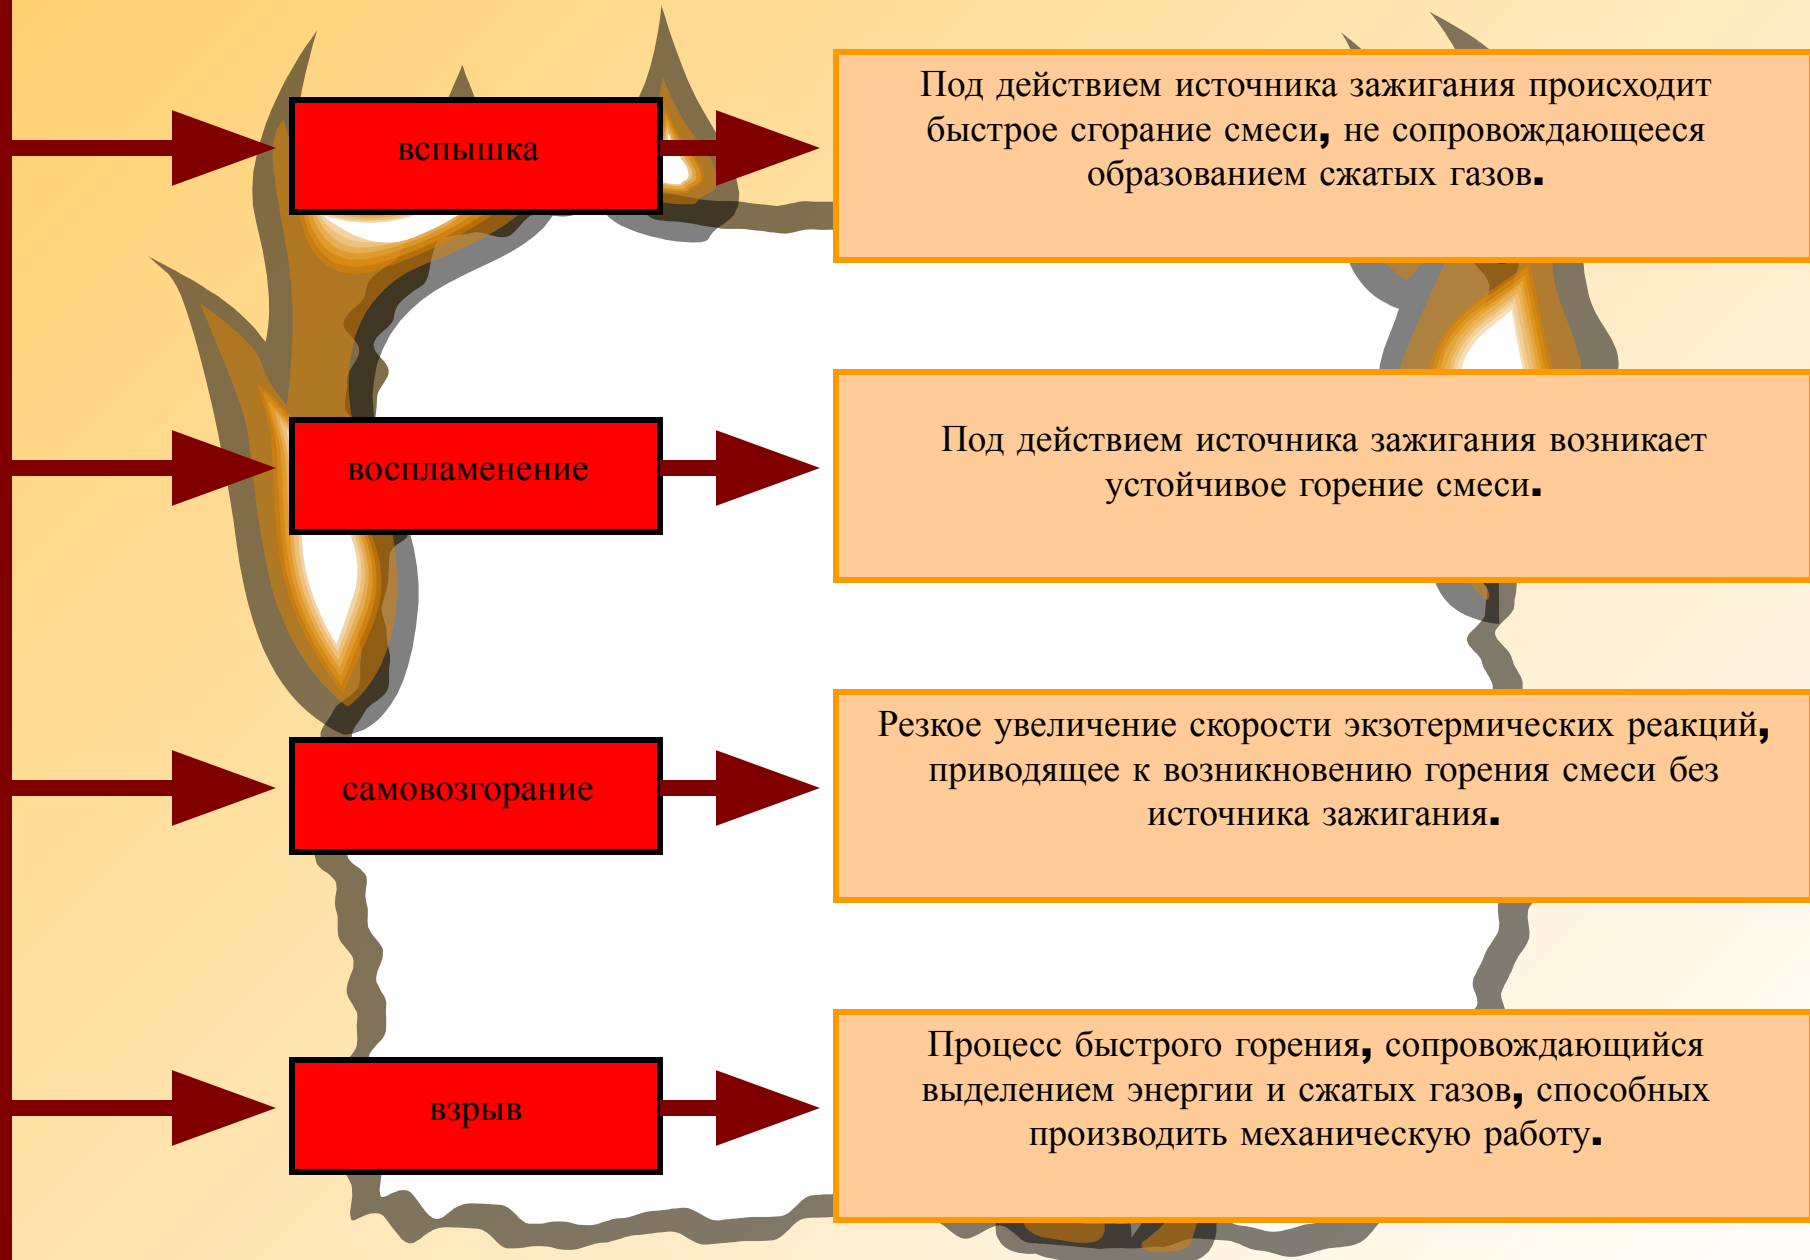 вспышка
Под действием источника зажигания происходит
быстрое сгорание смеси, не сопровождающееся
образованием сжатых газов.
воспламенение
Под действием источника зажигания возникает
устойчивое горение смеси.
самовозгорание
Резкое увеличение скорости экзотермических реакций,
приводящее к возникновению горения смеси без
источника зажигания.
взрыв
Процесс быстрого горения, сопровождающийся
выделением энергии и сжатых газов, способных
производить механическую работу.